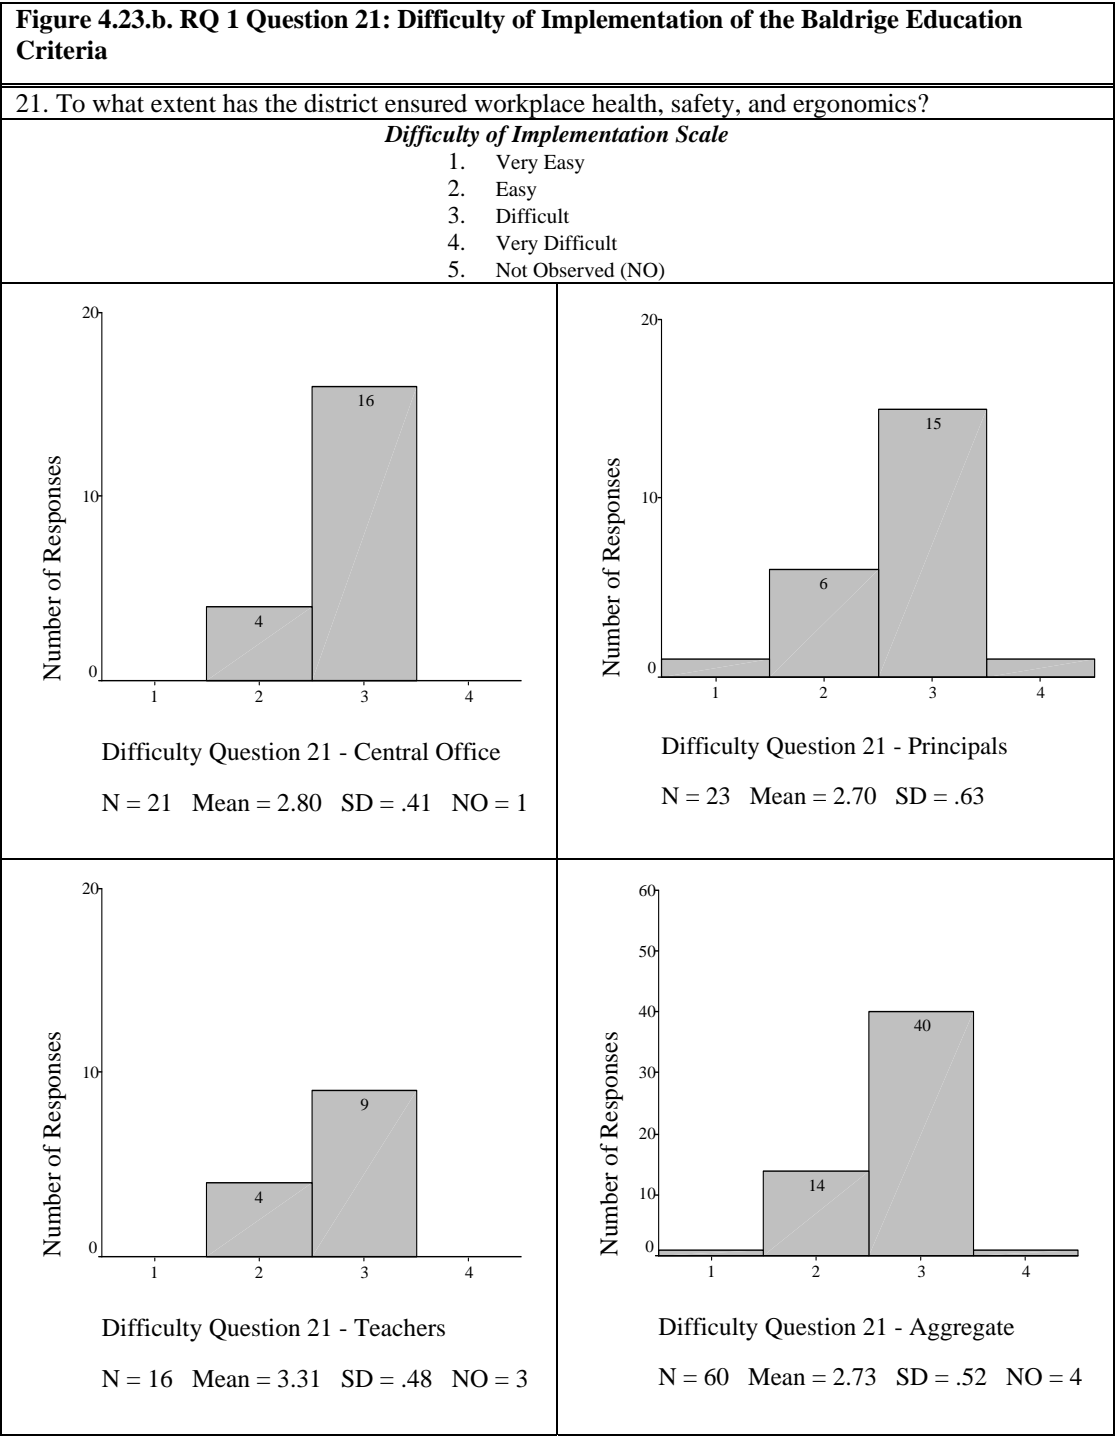 Figure 4.23.b. RQ 1 Question 21: Difficulty of Implementation of the Baldrige Education
Criteria
21. To what extent has the district ensured workplace health, safety, and ergonomics?
Difficulty of Implementation Scale
1. Very Easy
2. Easy
3. Difficult
4. Very Difficult
5. Not Observed (NO)
Number of Responses
20
10
0
4
16
1 2 3 4
Difficulty Question 21 - Central Office
N = 21 Mean = 2.80 SD = .41 NO = 1
Number of Responses
20
10
0
6
15
1 2 3 4
Difficulty Question 21 - Principals
N = 23 Mean = 2.70 SD = .63
Number of Responses
20
10
0
4
9
1 2 3 4
Difficulty Question 21 - Teachers
N = 16 Mean = 3.31 SD = .48 NO = 3
Number of Responses
60
50
40
30
20
10
0
14
40
1 2 3 4
Difficulty Question 21 - Aggregate
N = 60 Mean = 2.73 SD = .52 NO = 4